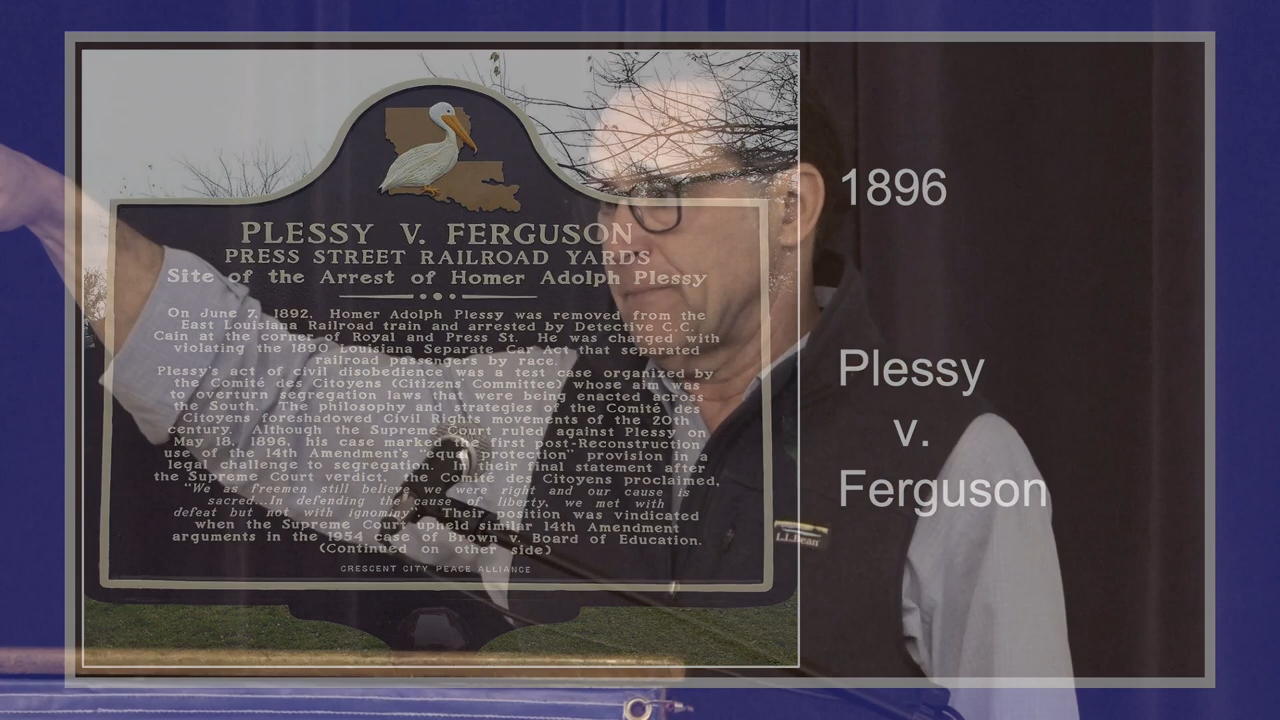 PLESSY V. FERGUSON
PRESS STREET RAILROAD YARDS
Site of the Arrest of Homer Adolph Plessy
On June 7, 1892, Homer Adolph Plessy was removed from the
East Louisiana Railroad train and arrested by Detective C.C.
Cain at the corner of Royal and Press St. He was charged with
violating the 1890 Louisiana Separate Car Act that separated
railroad passengers by race.
Plessy's act of civil disobedience was a test case organized by
the Comité des Citoyens (Citizens' Committee) whose aim was
to overturn segregation laws that were being enacted across
the South. The philosophy and strategies of the Comité des
Citoyens foreshadowed Civil Rights movements of the 20th
century. Although the Supreme Court ruled against Plessy on
May 18, 1896, his case marked the first post-Reconstruction
use of the 14th Amendment's "equal protection" provision in a
legal challenge to segregation. In their final statement after
the Supreme Court verdict, the Comité des Citoyens proclaimed,
"We as freemen still believe we were right and our cause is
sacred...In defending the cause of liberty, we met with
defeat but not with ignominy". Their position was vindicated
when the Supreme Court upheld similar 14th Amendment
arguments in the 1954 case of Brown v. Board of Education.
(Continued on other side)
CRESCENT CITY PEACE ALLIANCE
1896
Plessy
v.
Ferguson
L.L.Bean